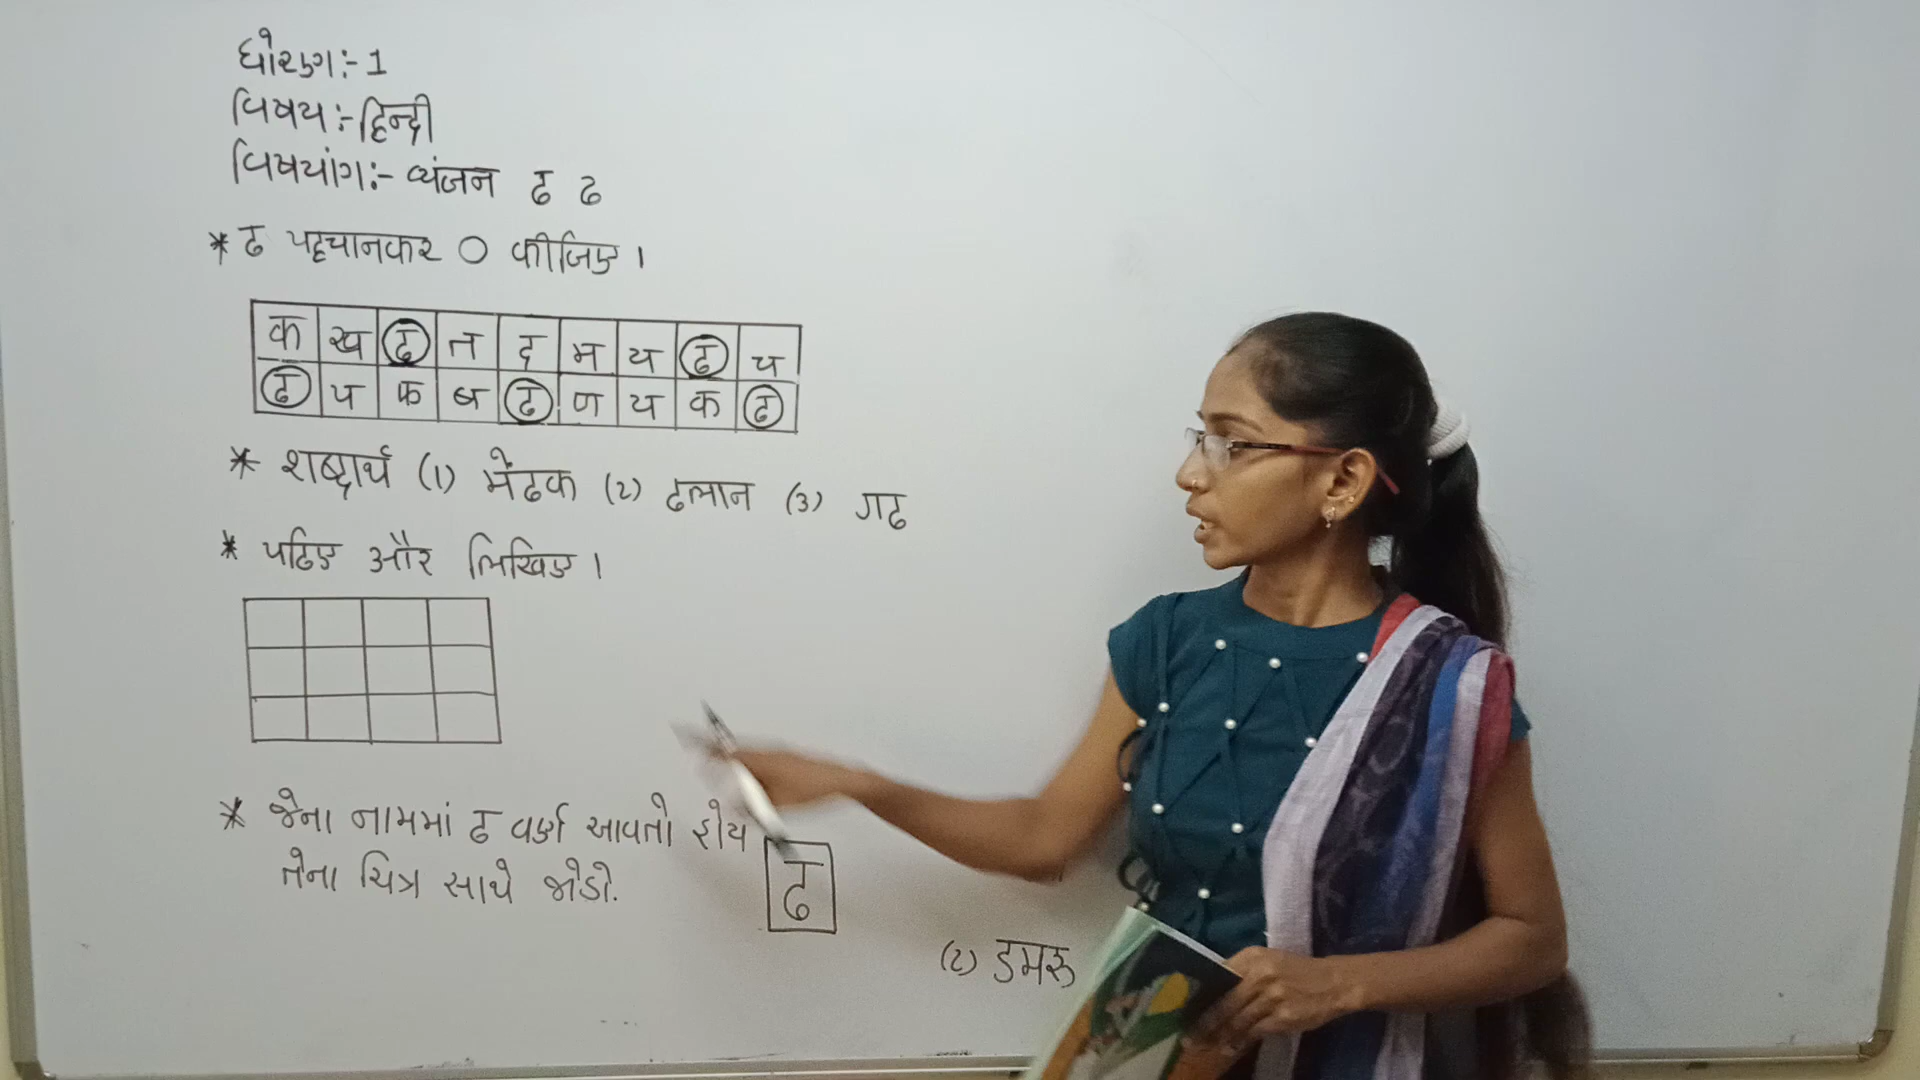 ધોરણ:- 1
વિષય:- हिन्दी
વિષયાંગ:- व्यंजन ढ ઢ
* ढ पहचानकर O कीजिए।
क ख ढ त द म य ढ च
ढ प फ ब ढ ण य क ढ
* शब्दार्थ (1) मेंढक (2) ढलान (3) गढ
* पढिए और लिखिए।
* જેના નામમાં ढ વર્ણ આવતો હોય
તેના ચિત્ર સાથે જોડો.
ढ
(2) डमरू